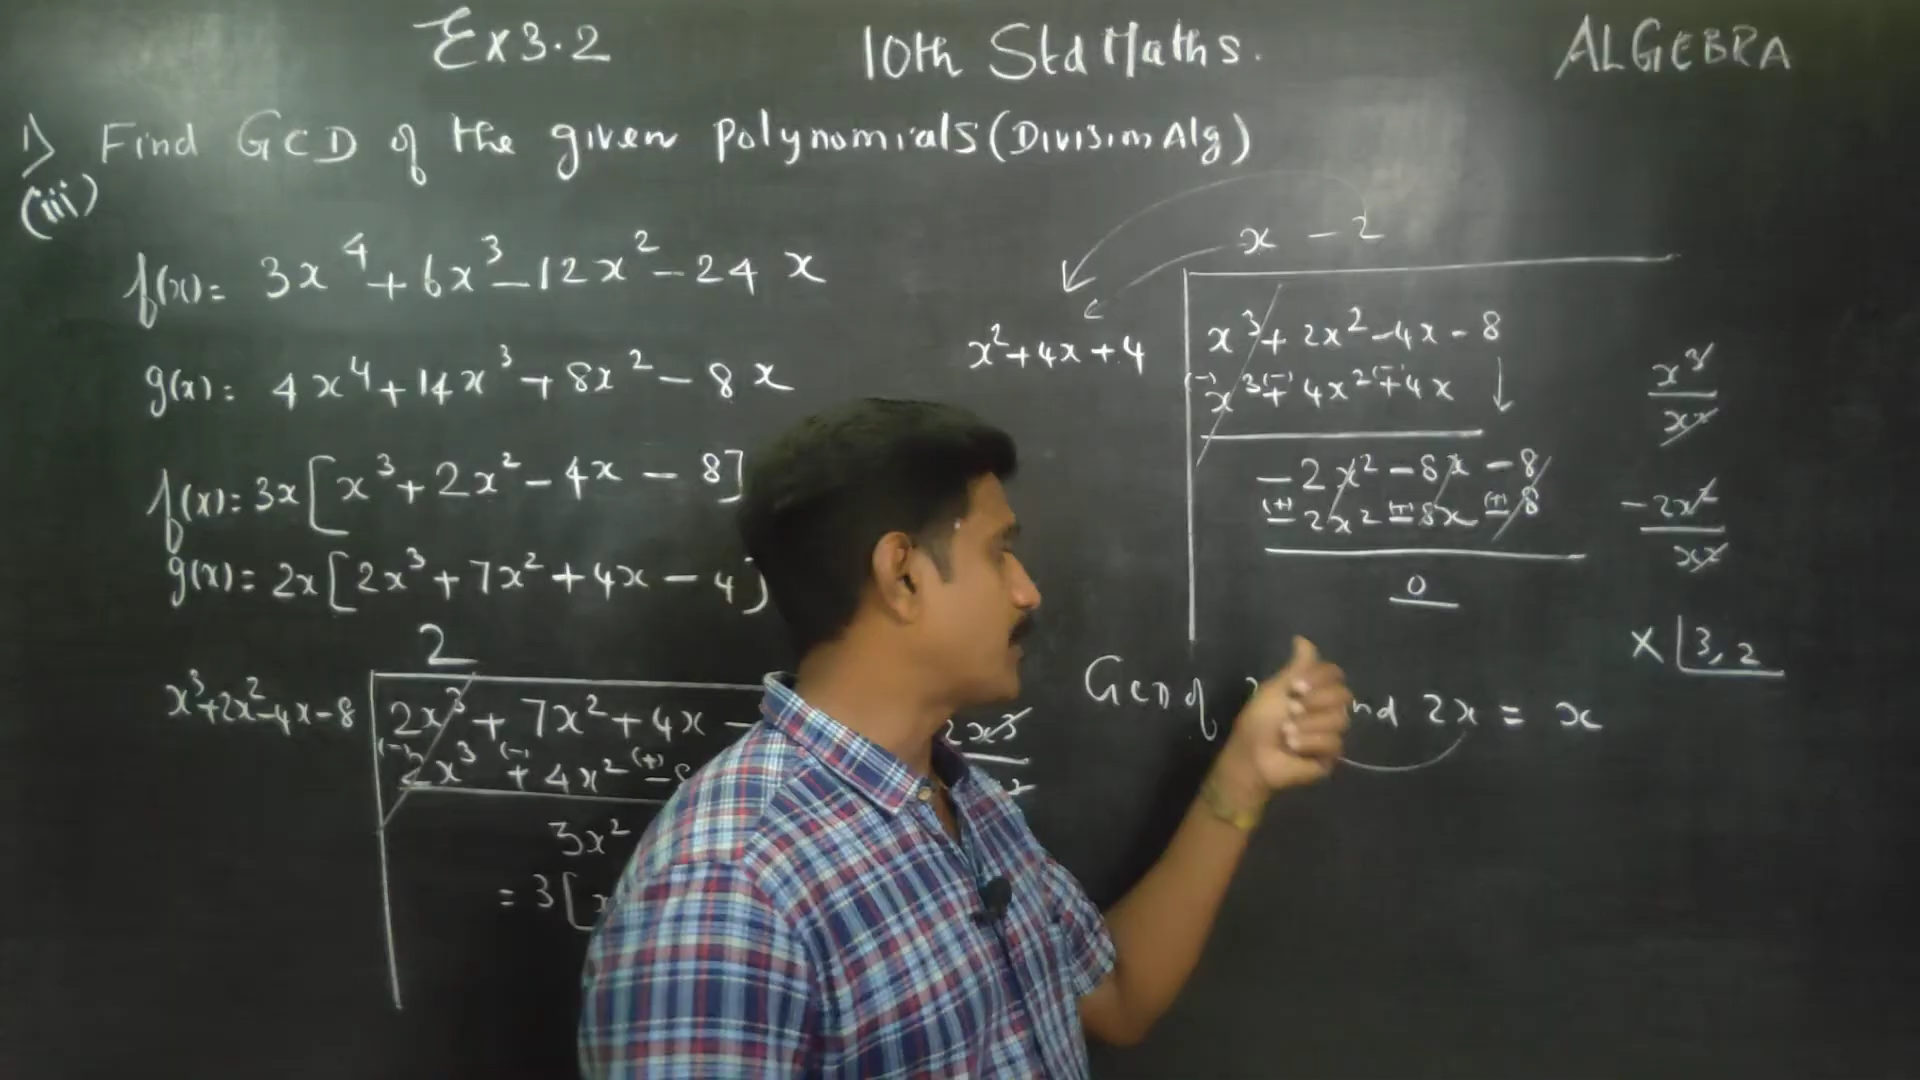 Ex 3.2
10th Std Maths.
ALGEBRA
1) Find GCD of the given polynomials (Division Alg)
(iii)
f(x) = 3x⁴ + 6x³ - 12x² - 24x
g(x) = 4x⁴ + 14x³ + 8x² - 8x
f(x) = 3x[x³ + 2x² - 4x - 8]
g(x) = 2x[2x³ + 7x² + 4x - 4]
2
x³+2x²-4x-8
2x³ + 7x² + 4x -
(-) 2x³ (-)+ 4x² (+)- 8
3x²
= 3[x
2x³
x - 2
x²+4x+4
x³ + 2x² - 4x - 8
(-) x³ (-)+ 4x² (-)+ 4x
-2x² - 8x - 8
(+)- 2x² (+)- 8x (+)- 8
0
x³
x²
-2x²
x²
x | 3, 2
GCD of 2x = x